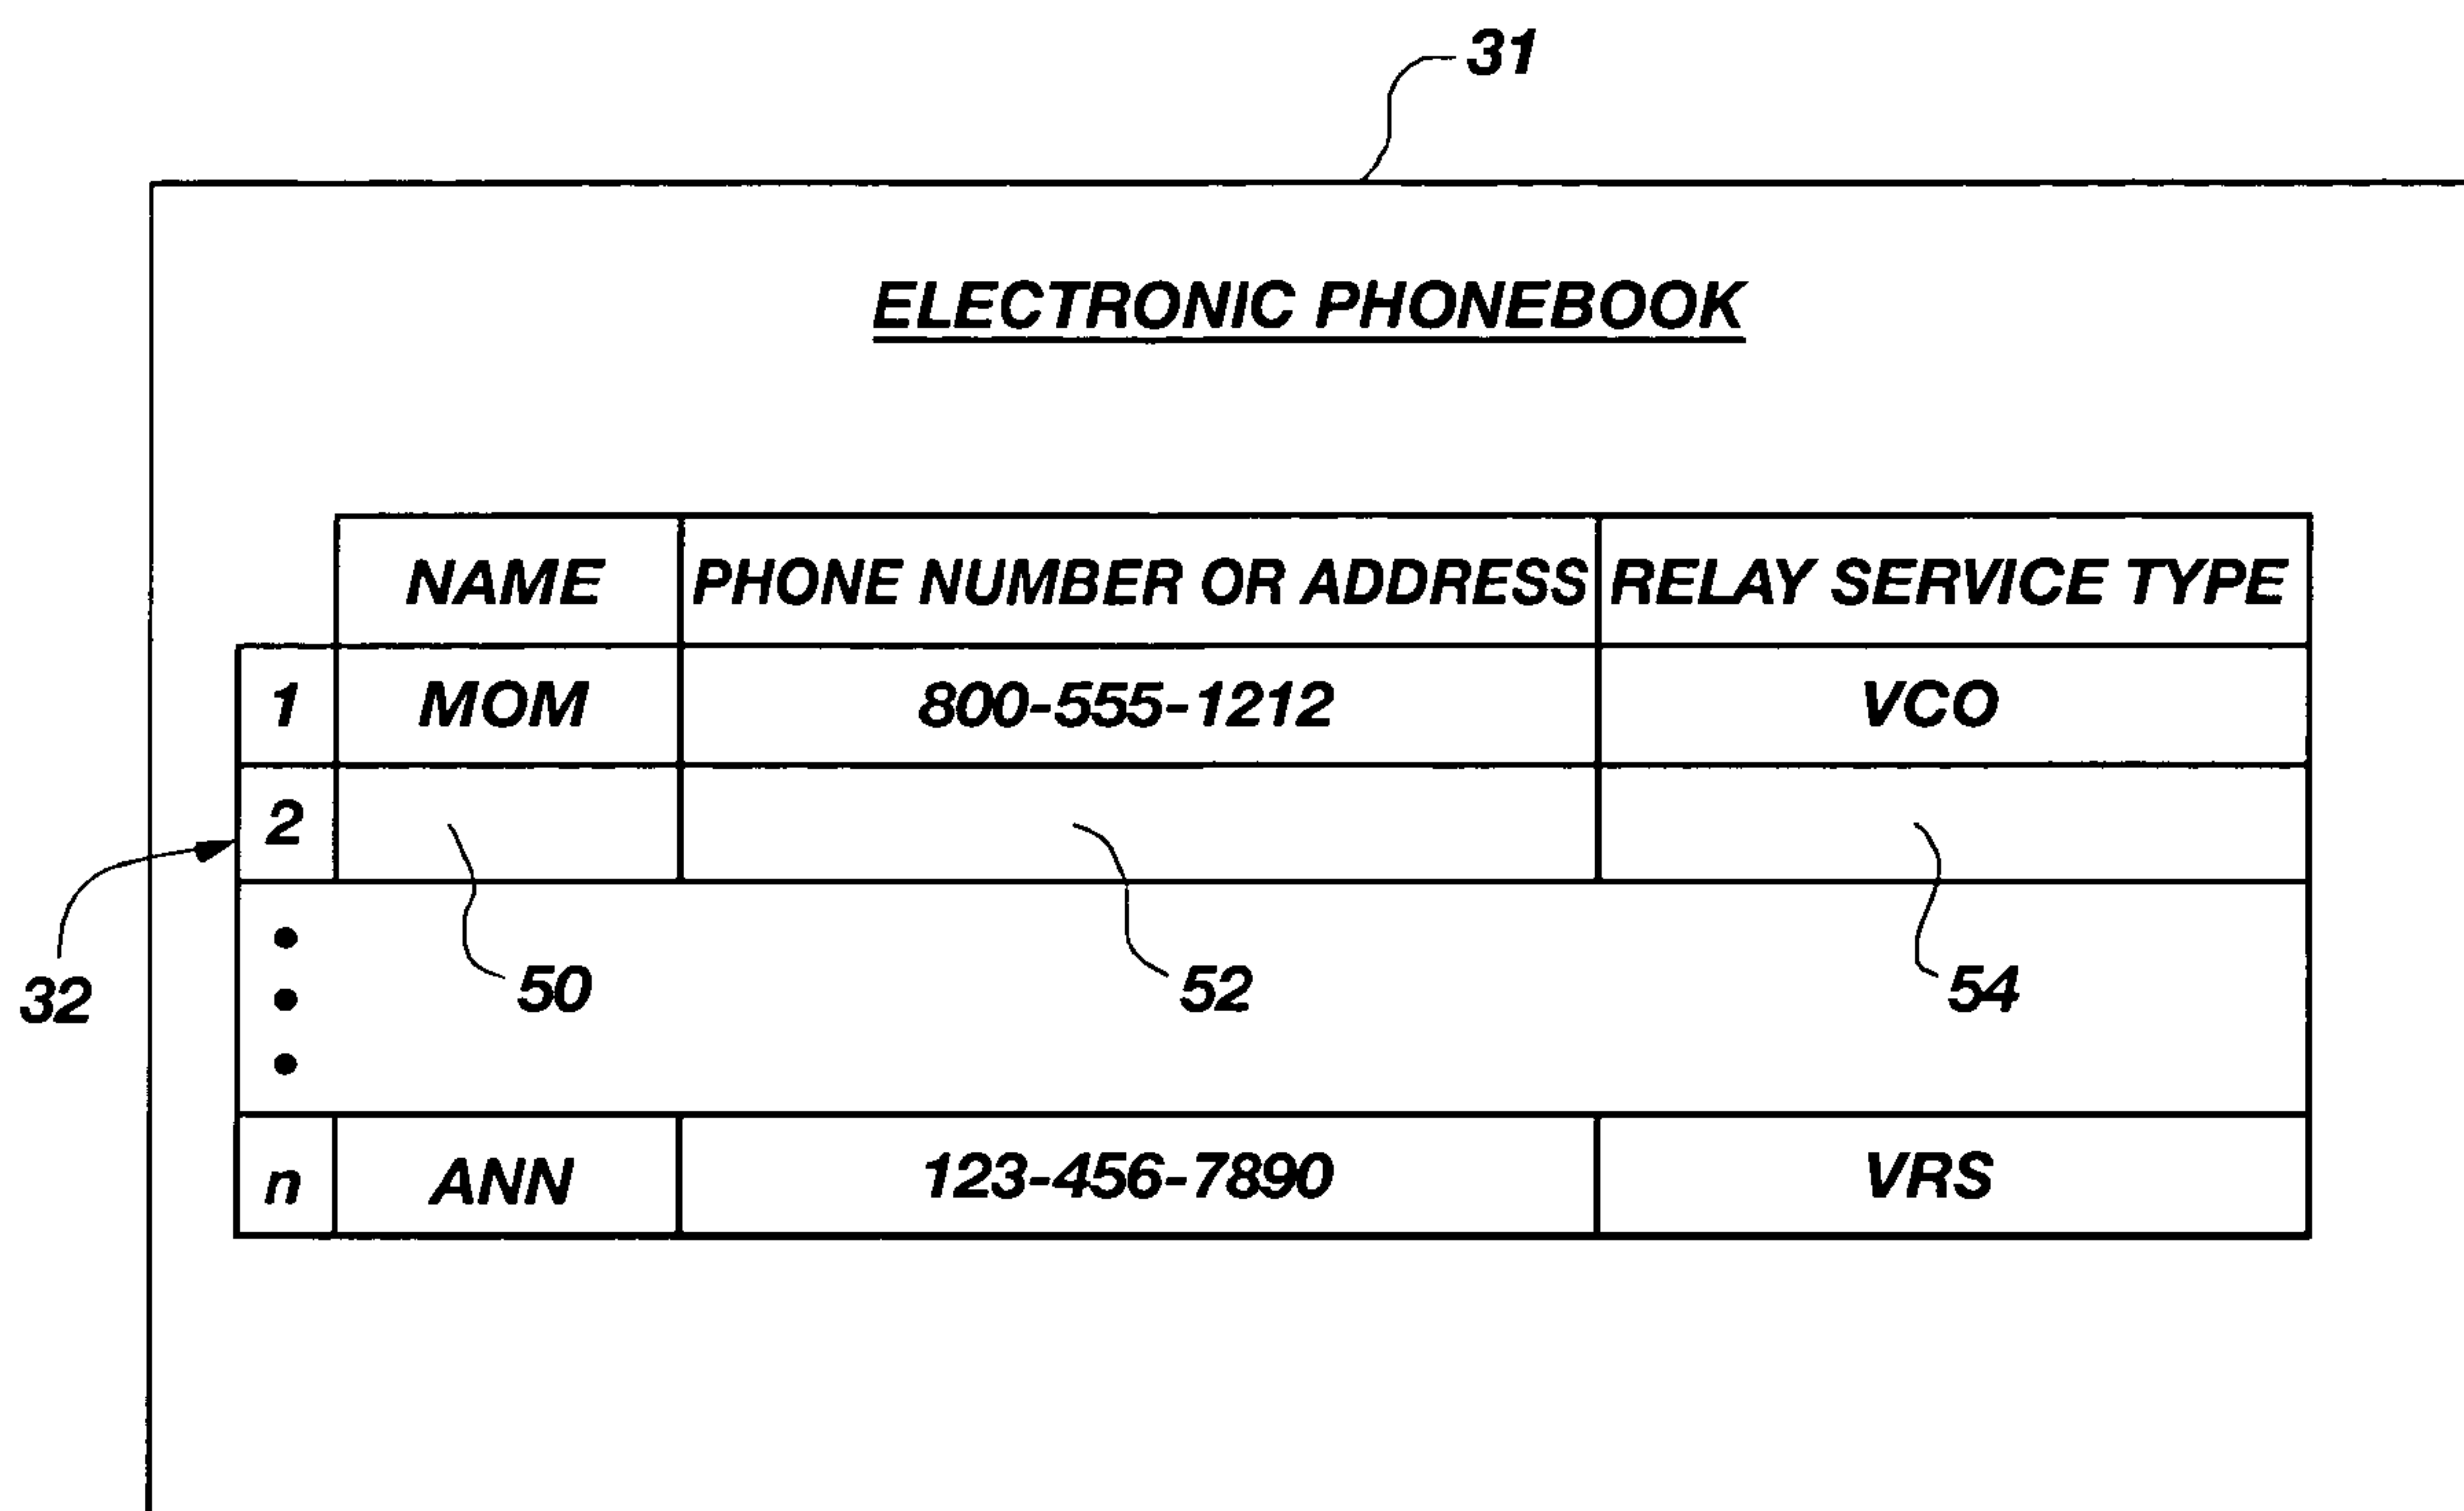 31
ELECTRONIC PHONEBOOK
NAME PHONE NUMBER OR ADDRESS RELAY SERVICE TYPE
1 MOM 800-555-1212 VCO
2
32 50 52 54
n ANN 123-456-7890 VRS